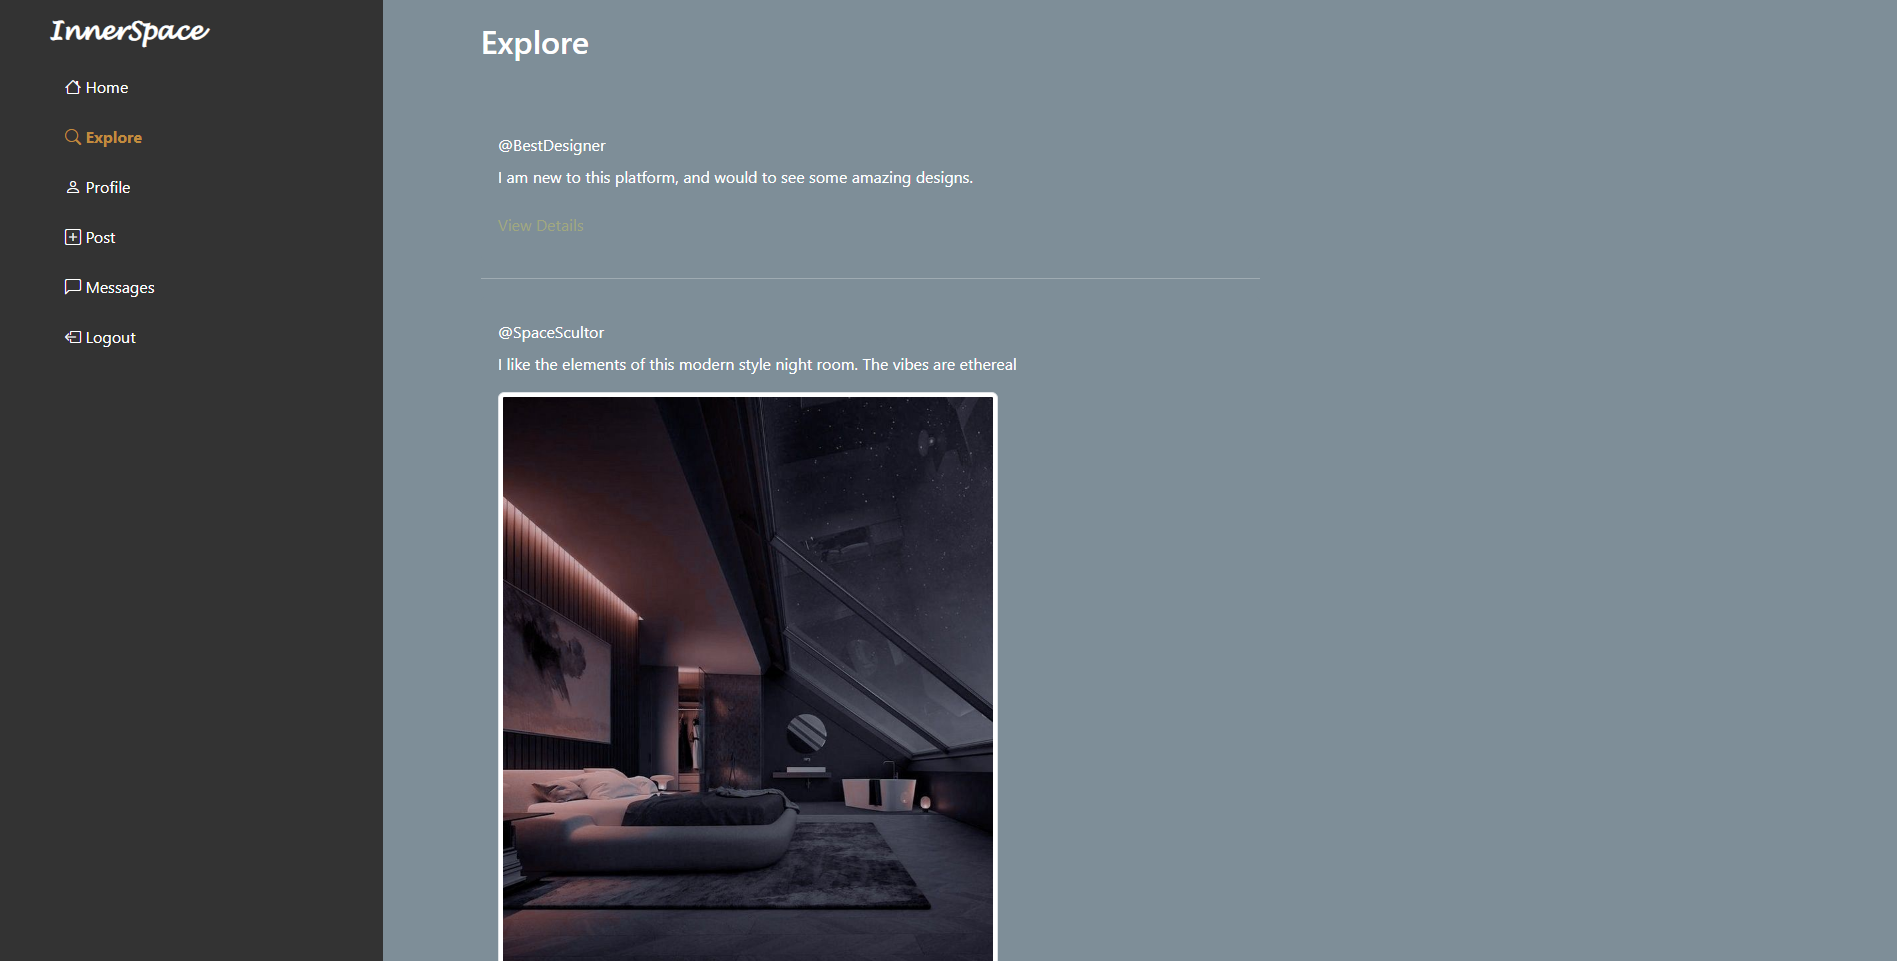 InnerSpace
Home
Explore
Profile
Post
Messages
Logout
Explore
@BestDesigner
I am new to this platform, and would to see some amazing designs.
View Details
@SpaceScultor
I like the elements of this modern style night room. The vibes are ethereal